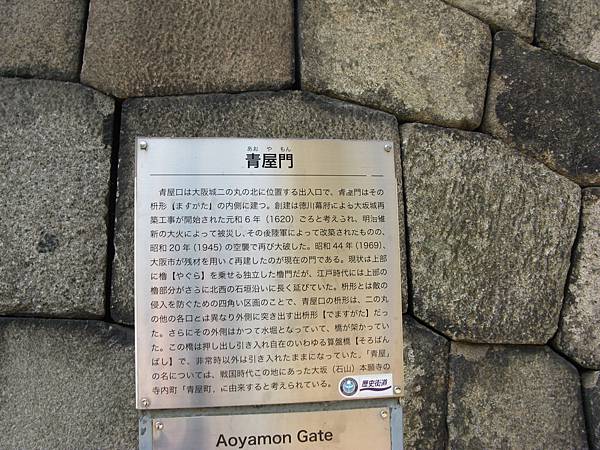 あお や もん
青屋門
青屋口は大阪城二の丸の北に位置する出入口で、青屋門はその
枡形【ますがた】の内側に建つ。創建は徳川幕府による大坂城再
築工事が開始された元和6年(1620)ごろと考えられ、明治維
新の大火によって被災し、その後陸軍によって改築されたものの、
昭和20年(1945)の空襲で再び大破した。昭和44年(1969)、
大阪市が残材を用いて再建したのが現在の門である。現状は上部
に櫓【やぐら】を乗せる独立した櫓門だが、江戸時代には上部の
櫓部分がさらに北西の石垣沿いに長く延びていた。枡形とは敵の
侵入を防ぐための四角い区画のことで、青屋口の枡形は、二の丸
の他の各口とは異なり外側に突き出す出枡形【でますがた】だっ
た。さらにその外側はかつて水堀となっていて、橋が架かってい
た。この橋は押し出し引き入れ自在のいわゆる算盤橋【そろばん
ばし】で、非常時以外は引き入れたままになっていた。「青屋」
の名については、戦国時代この地にあった大坂(石山)本願寺の
寺内町「青屋町」に由来すると考えられている。
歴史街道
Aoyamon Gate